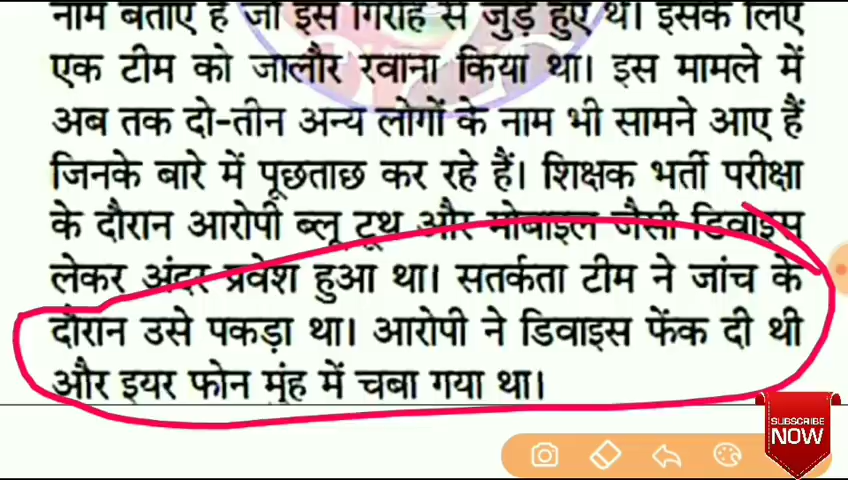 नाम बताए हैं जो इस गिरोह से जुड़े हुए थे। इसके लिए
एक टीम को जालौर रवाना किया था। इस मामले में
अब तक दो-तीन अन्य लोगों के नाम भी सामने आए हैं
जिनके बारे में पूछताछ कर रहे हैं। शिक्षक भर्ती परीक्षा
के दौरान आरोपी ब्लू टूथ और मोबाइल जैसी डिवाइस
लेकर अंदर प्रवेश हुआ था। सतर्कता टीम ने जांच के
दौरान उसे पकड़ा था। आरोपी ने डिवाइस फेंक दी थी
और इयर फोन मुंह में चबा गया था।
SUBSCRIBE
NOW